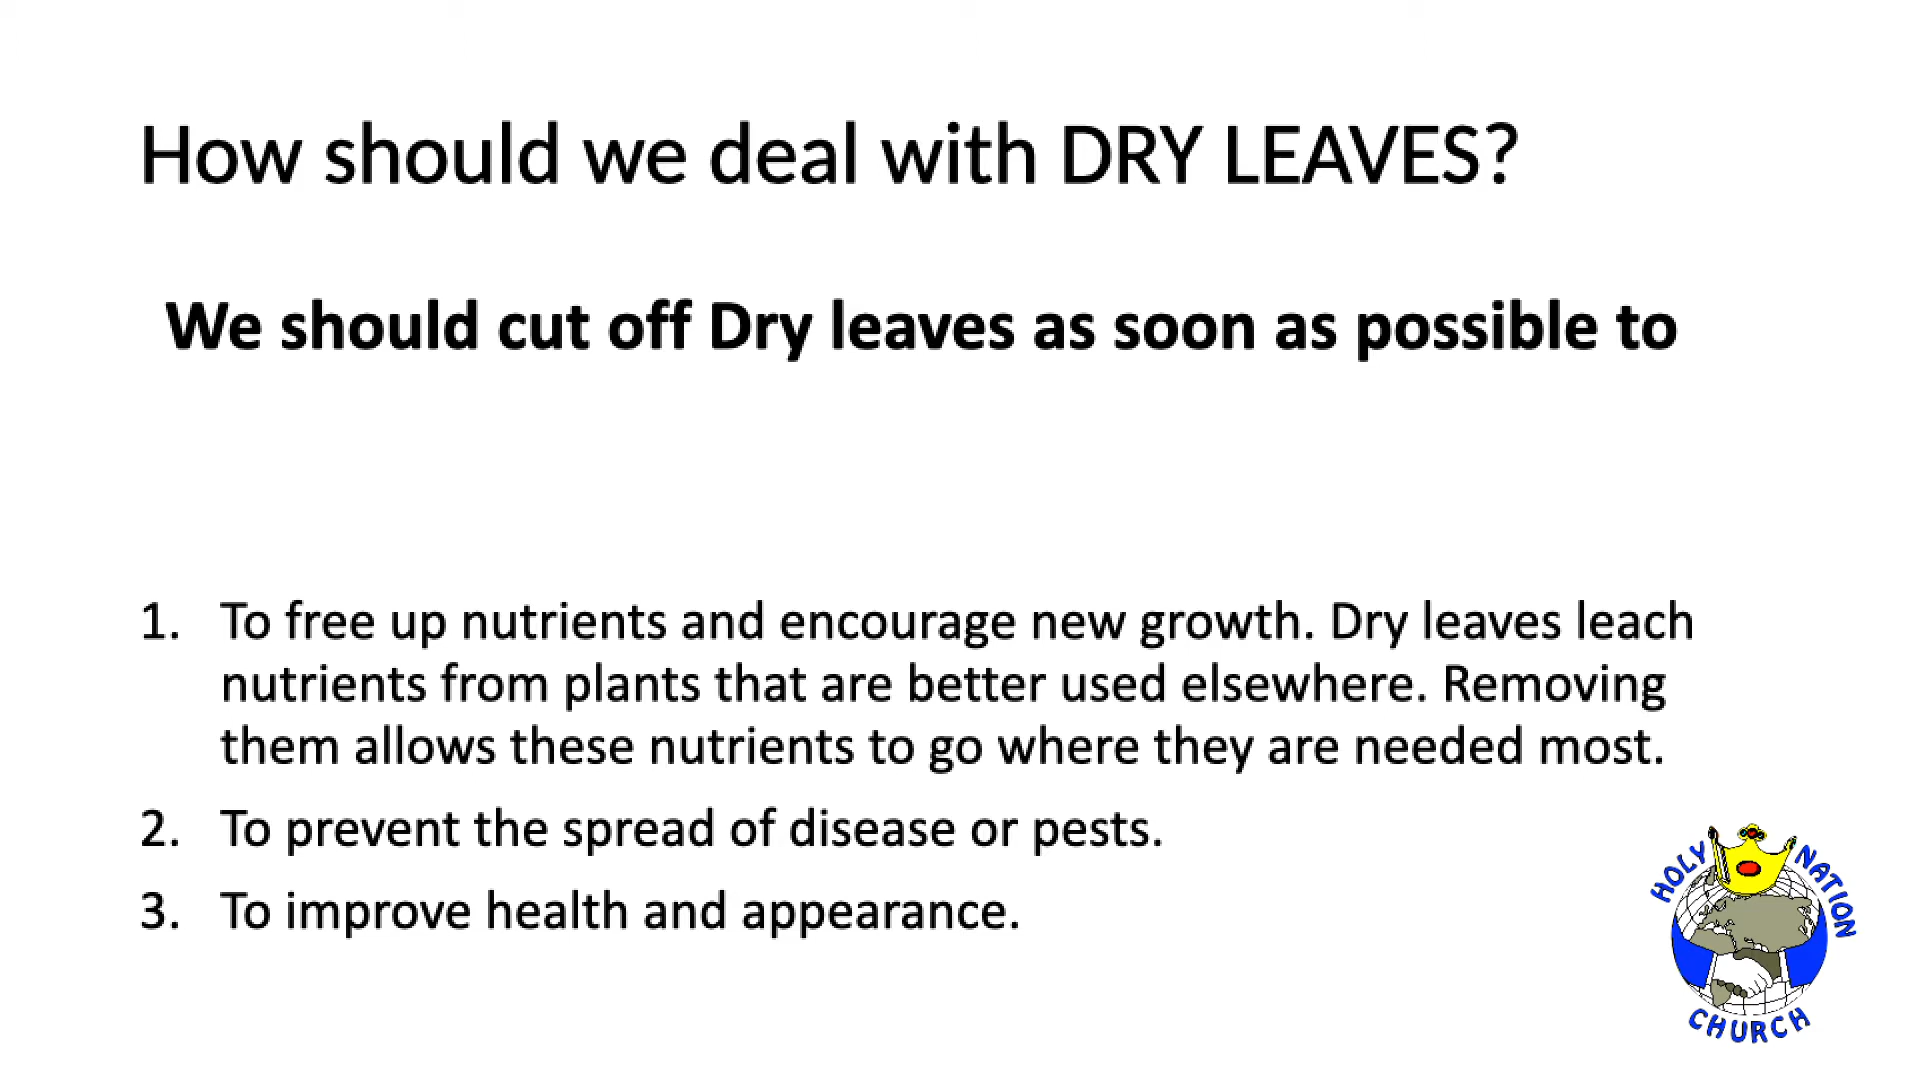 How should we deal with DRY LEAVES?
We should cut off Dry leaves as soon as possible to
1. To free up nutrients and encourage new growth. Dry leaves leach
nutrients from plants that are better used elsewhere. Removing
them allows these nutrients to go where they are needed most.
2. To prevent the spread of disease or pests.
3. To improve health and appearance.
HOLY NATION
CHURCH